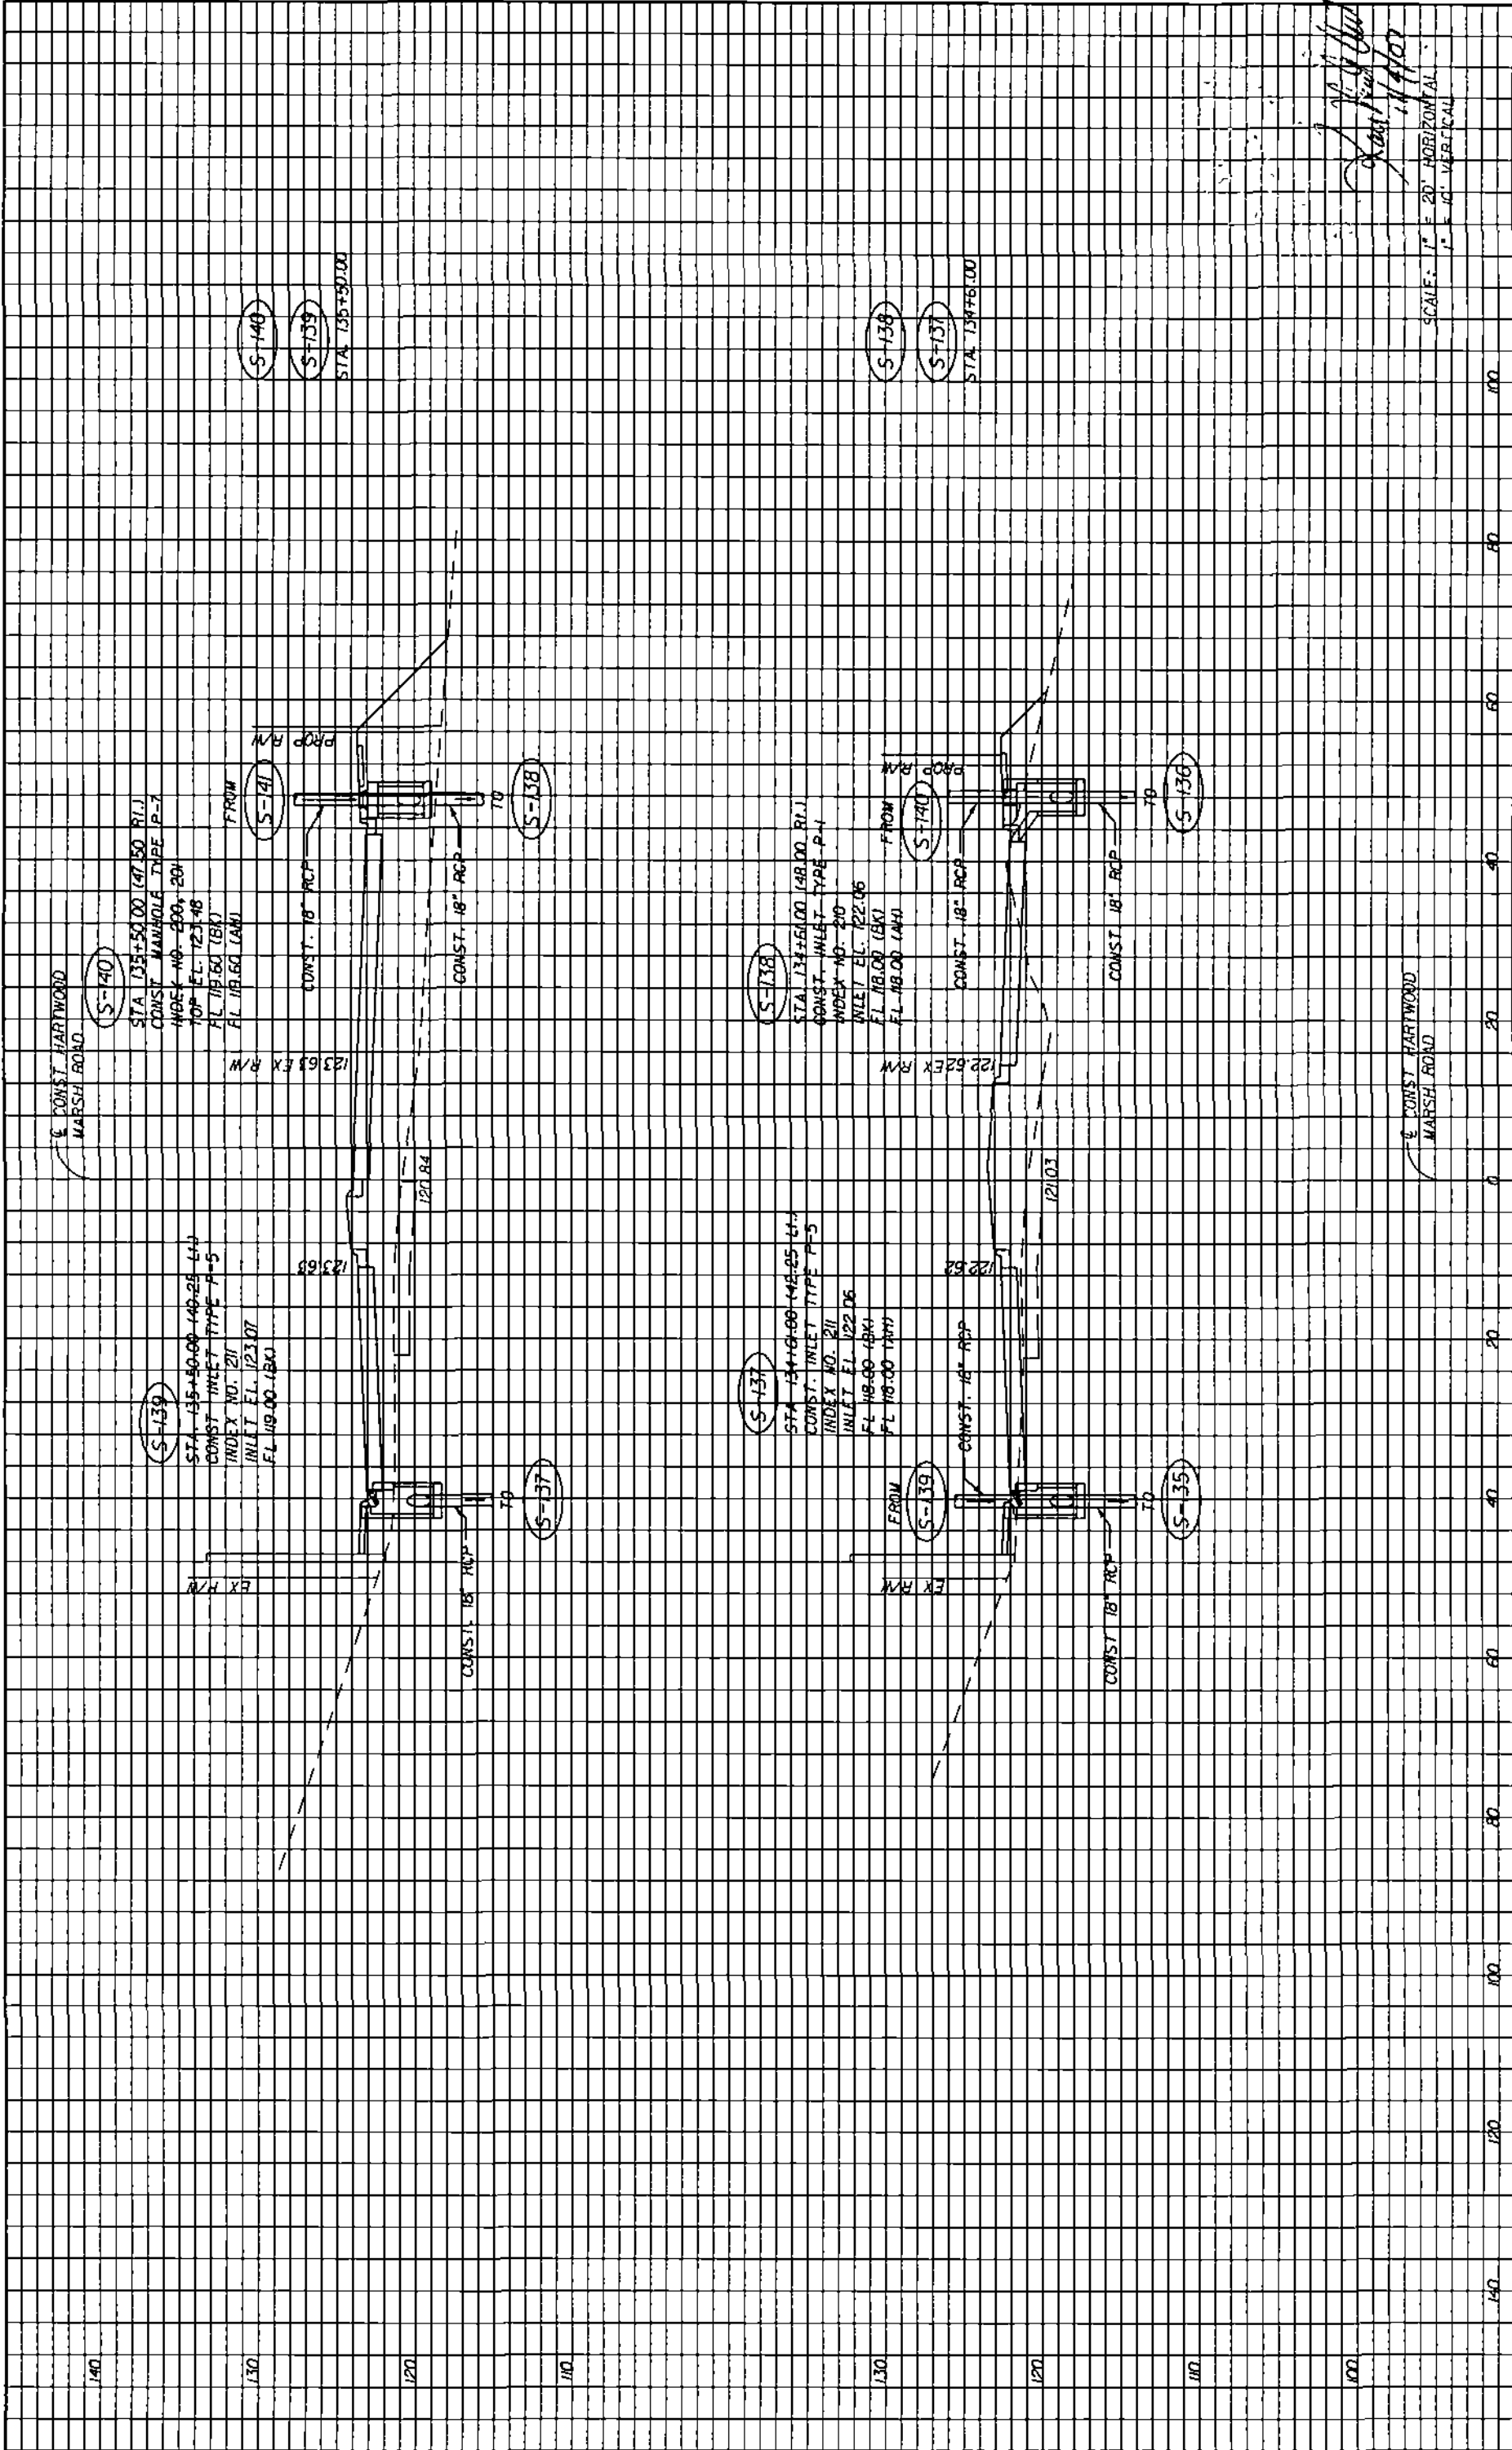 ℄ CONST HARTWOOD
MARSH ROAD
S-140
STA. 135+50.00 (47.50 Rt.)
CONST MANHOLE TYPE P-7
INDEX NO. 200, 201
TOP EL. 123.48
FL 119.60 (BK)
FL 119.60 (AH)
S-139
STA. 135+50.00 (40.25 Lt.)
CONST INLET TYPE P-5
INDEX NO. 211
INLET EL. 123.07
FL 119.00 (BK)
FROM
S-141
CONST. 18" RCP
PROP R/W
123.63 EX R/W
123.63
EX R/W
120.84
CONST. 18" RCP
TO
S-138
CONST. 18" RCP
TO
S-137
S-140
S-139
STA. 135+50.00
S-138
STA. 134+61.00 (48.00 Rt.)
CONST. INLET TYPE P-1
INDEX NO. 210
INLET EL. 122.06
FL 118.00 (BK)
FL 118.00 (AH)
S-137
STA. 134+61.00 (42.25 Lt.)
CONST. INLET TYPE P-5
INDEX NO. 211
INLET EL. 122.06
FL 118.00 (BK)
FL 118.00 (AH)
FROM
S-140
CONST. 18" RCP
PROP R/W
122.62 EX R/W
122.62
EX R/W
FROM
S-139
CONST. 18" RCP
121.03
CONST 18" RCP
TO
S-136
CONST 18" RCP
TO
S-135
S-138
S-137
STA. 134+61.00
℄ CONST HARTWOOD
MARSH ROAD
140
130
120
110
130
120
110
100
140 120 100 80 60 40 20 0 20 40 60 80 100
SCALE: 1" = 20' HORIZONTAL
1" = 10' VERTICAL